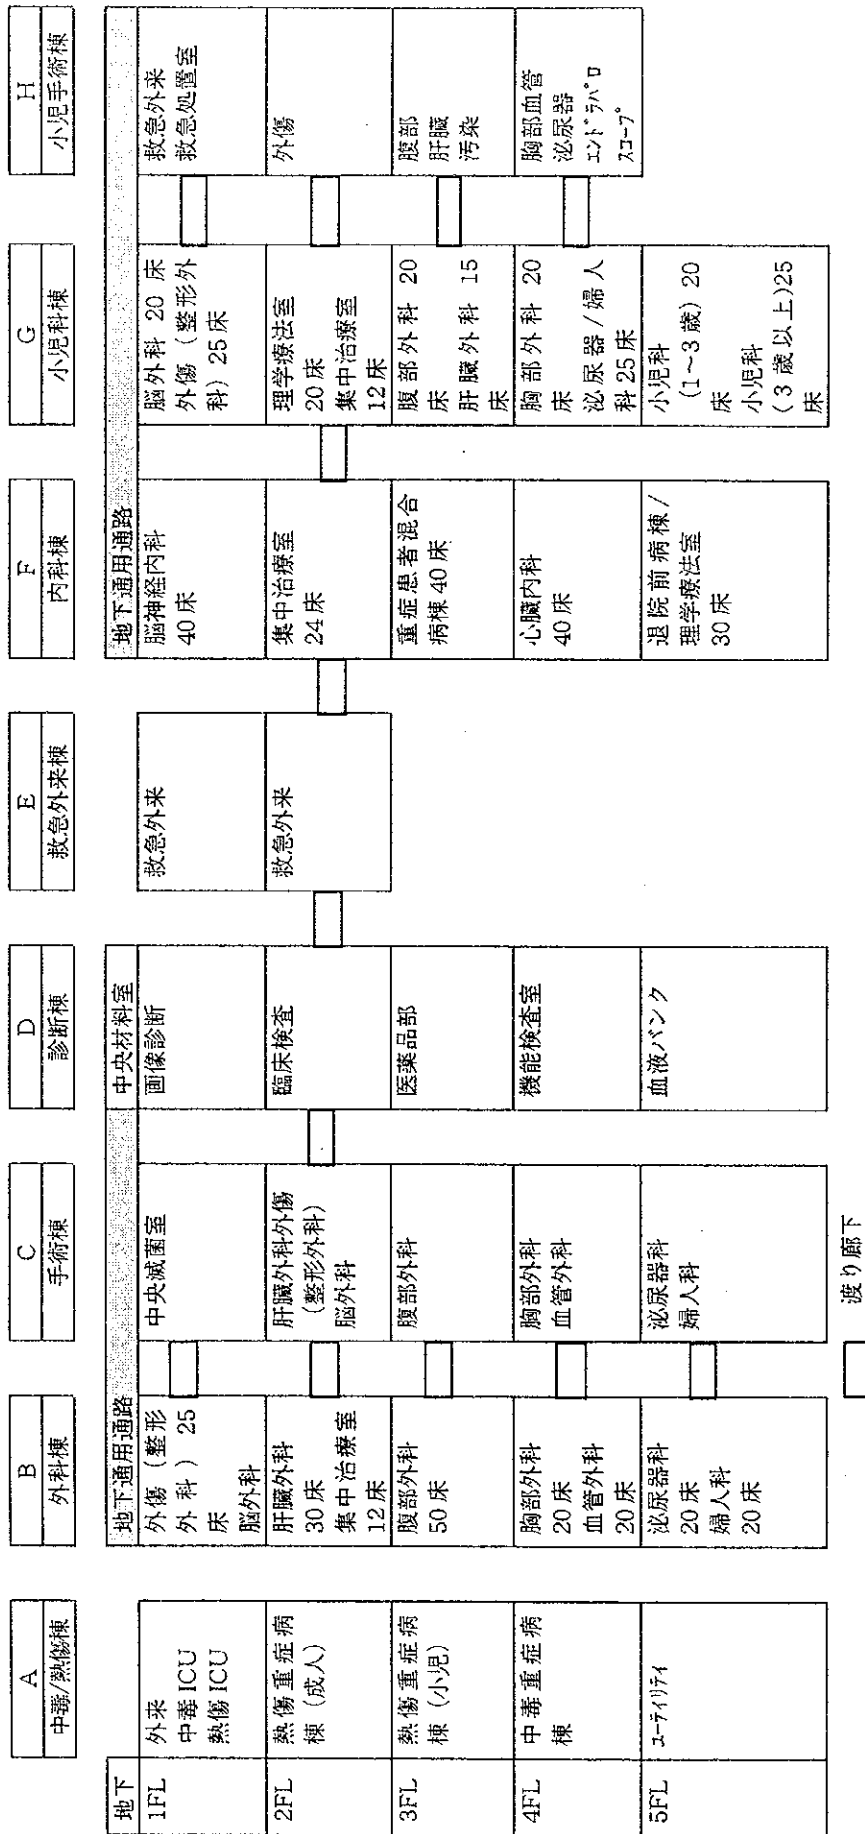 A
中毒/熱傷棟
B
外科棟
C
手術棟
D
診断棟
E
救急外来棟
F
内科棟
G
小児科棟
H
小児手術棟
地下
地下通用通路
中央材料室
地下通用通路
1FL
外来
中毒ICU
熱傷ICU
外傷（整形
外科）25
床
脳外科
中央滅菌室
画像診断
救急外来
脳神経内科
40床
脳外科 20床
外傷（整形外
科）25床
救急外来
救急処置室
2FL
熱傷重症病
棟（成人）
肝臓外科
30床
集中治療室
12床
肝臓外科外傷
（整形外科）
脳外科
臨床検査
救急外来
集中治療室
24床
理学療法室
20床
集中治療室
12床
外傷
3FL
熱傷重症病
棟（小児）
腹部外科
50床
腹部外科
医薬品部
重症患者混合
病棟40床
腹部外科 20
床
肝臓外科 15
床
腹部
肝臓
汚染
4FL
中毒重症病
棟
胸部外科
20床
血管外科
20床
胸部外科
血管外科
機能検査室
心臓内科
40床
胸部外科 20
床
泌尿器/婦人
科25床
胸部血管
泌尿器
エンドラパロ
スコープ
5FL
ユーティリティ
泌尿器科
20床
婦人科
20床
泌尿器科
婦人科
血液バンク
退院前病棟/
理学療法室
30床
小児科
(1～3歳) 20
床
小児科
(3歳以上)25
床
渡り廊下